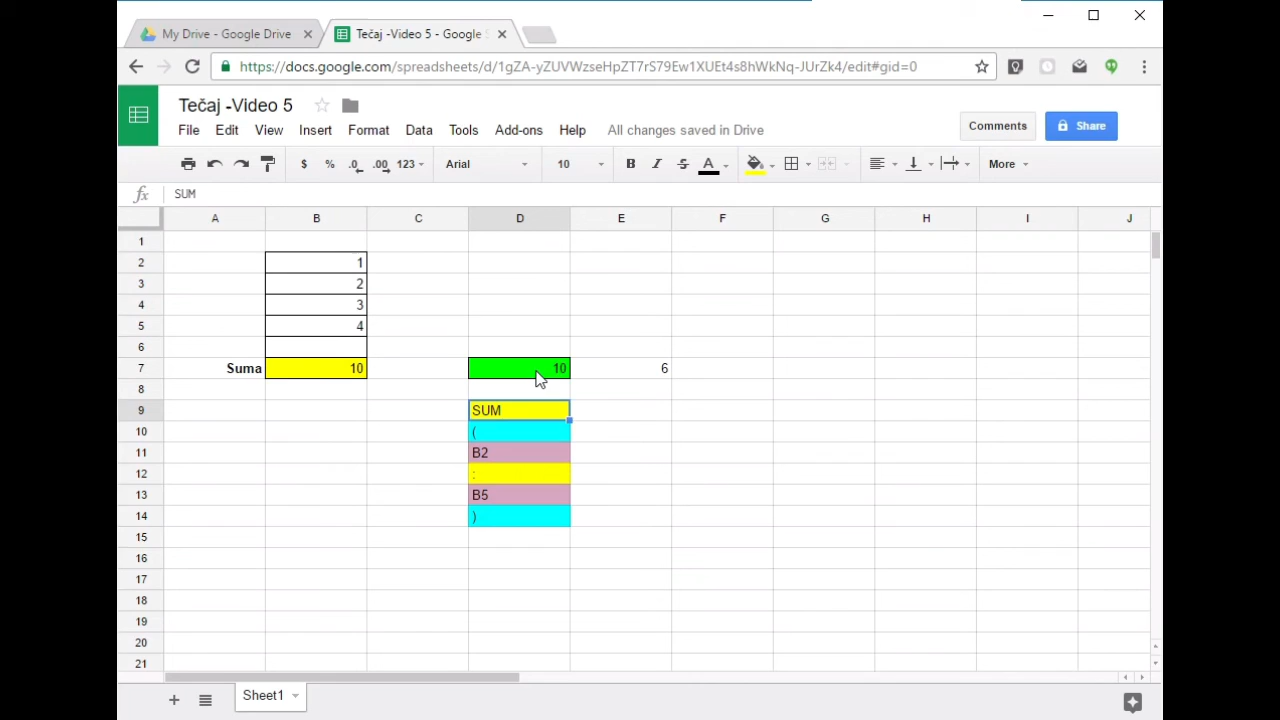 My Drive - Google Drive
Tečaj -Video 5 - Google
https://docs.google.com/spreadsheets/d/1gZA-yZUVWzseHpZT7rS79Ew1XUEt4s8hWkNq-JUrZk4/edit#gid=0
Tečaj -Video 5
File Edit View Insert Format Data Tools Add-ons Help All changes saved in Drive
Comments
Share
$ % .0 .00 123 Arial 10 B I S A More
fx SUM
A B C D E F G H I J
1
2 1
3 2
4 3
5 4
6
7 Suma 10 10 6
8
9 SUM
10 (
11 B2
12 :
13 B5
14 )
15
16
17
18
19
20
21
Sheet1